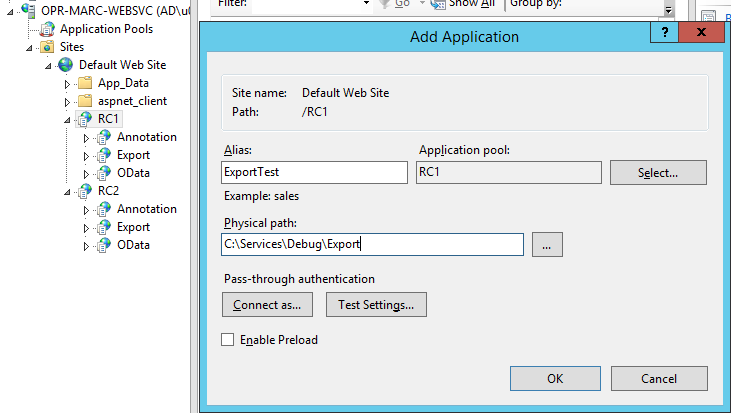 OPR-MARC-WEBSVC (AD\u0
Application Pools
Sites
Default Web Site
App_Data
aspnet_client
RC1
Annotation
Export
OData
RC2
Annotation
Export
OData
Filter:
Go
Show All
Group by:
Add Application
?
X
Site name: Default Web Site
Path: /RC1
Alias:
Application pool:
ExportTest
RC1
Select...
Example: sales
Physical path:
C:\Services\Debug\Export
...
Pass-through authentication
Connect as...
Test Settings...
Enable Preload
OK
Cancel